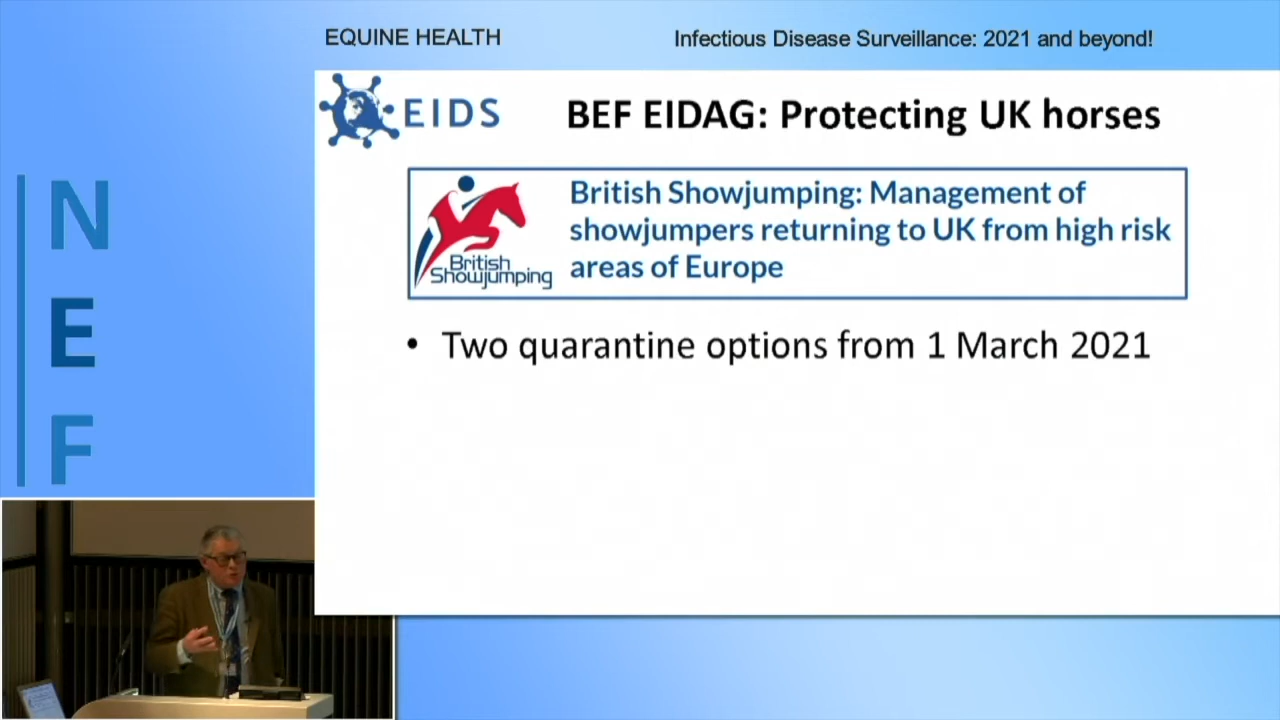 EQUINE HEALTH
Infectious Disease Surveillance: 2021 and beyond!
EIDS
BEF EIDAG: Protecting UK horses
British Showjumping
British Showjumping: Management of
showjumpers returning to UK from high risk
areas of Europe
• Two quarantine options from 1 March 2021
N
E
F